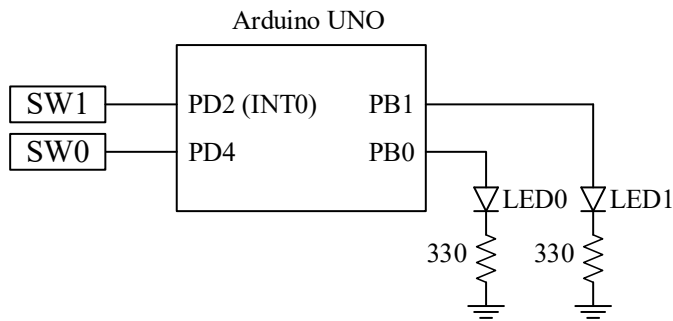 Arduino UNO
SW1
PD2 (INT0)
PB1
SW0
PD4
PB0
LED0
LED1
330
330